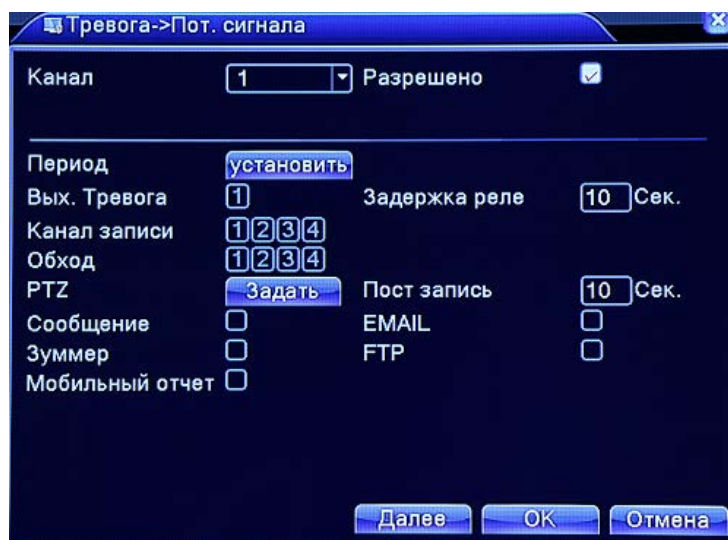 Тревога->Пот. сигнала
Канал 1 Разрешено
Период установить
Вых. Тревога 1 Задержка реле 10 Сек.
Канал записи 1 2 3 4
Обход 1 2 3 4
PTZ Задать Пост запись 10 Сек.
Сообщение EMAIL
Зуммер FTP
Мобильный отчет
Далее OK Отмена